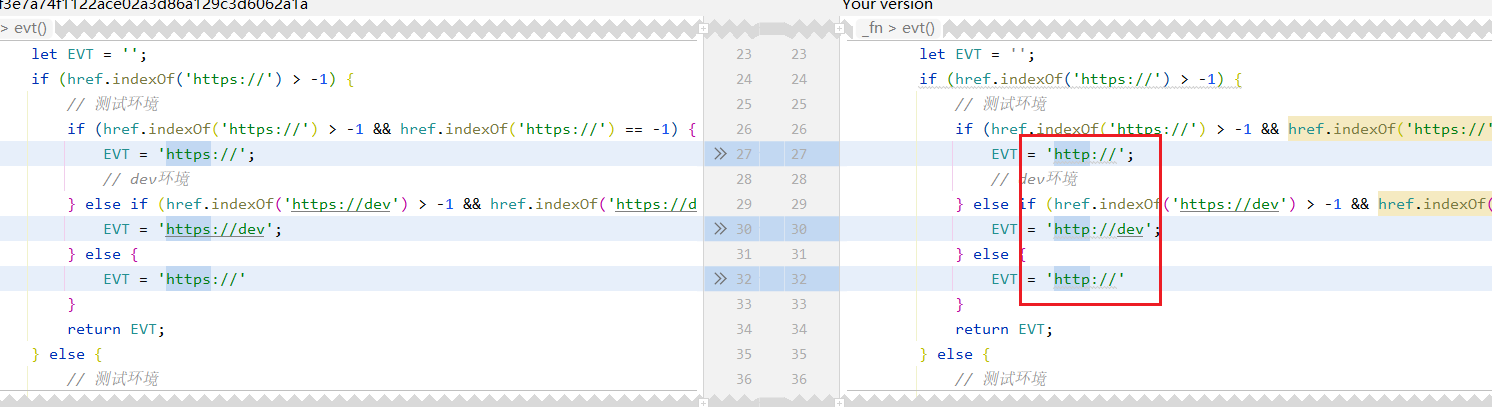 f3e7a74f1122ace02a3d86a129c3d6062a1a
> evt()
let EVT = '';
if (href.indexOf('https://') > -1) {
// 测试环境
if (href.indexOf('https://') > -1 && href.indexOf('https://') == -1) {
EVT = 'https://';
// dev环境
} else if (href.indexOf('https://dev') > -1 && href.indexOf('https://d
EVT = 'https://dev';
} else {
EVT = 'https://'
}
return EVT;
} else {
// 测试环境
23 23
24 24
25 25
26 26
27 27
28 28
29 29
30 30
31 31
32 32
33 33
34 34
35 35
36 36
Your version
_fn > evt()
let EVT = '';
if (href.indexOf('https://') > -1) {
// 测试环境
if (href.indexOf('https://') > -1 && href.indexOf('https://'
EVT = 'http://';
// dev环境
} else if (href.indexOf('https://dev') > -1 && href.indexOf(
EVT = 'http://dev';
} else {
EVT = 'http://'
}
return EVT;
} else {
// 测试环境